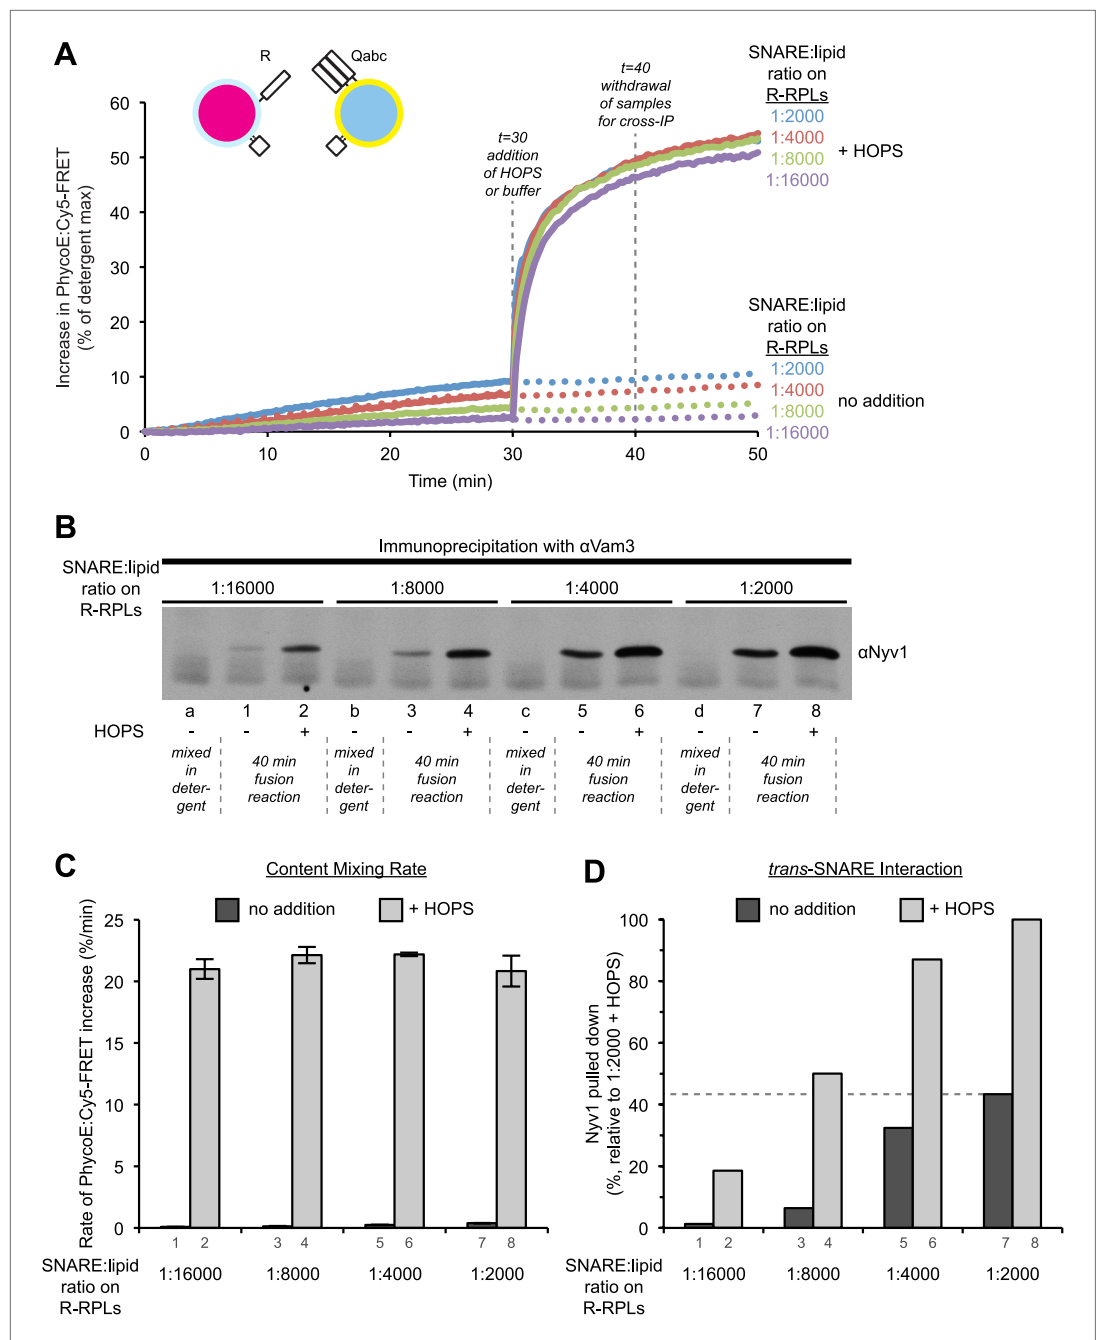 A
R
Qabc
t=30
addition
of HOPS
or buffer
t=40
withdrawal
of samples
for cross-IP
SNARE:lipid
ratio on
R-RPLs
1:2000
1:4000
1:8000
1:16000
+ HOPS
SNARE:lipid
ratio on
R-RPLs
1:2000
1:4000
1:8000
1:16000
no addition
Increase in PhycoE:Cy5-FRET
(% of detergent max)
60
50
40
30
20
10
0
0 10 20 30 40 50
Time (min)
B
Immunoprecipitation with αVam3
SNARE:lipid
ratio on
R-RPLs
1:16000 1:8000 1:4000 1:2000
αNyv1
a 1 2 b 3 4 c 5 6 d 7 8
HOPS - - + - - + - - + - - +
mixed
in
deter-
gent
40 min
fusion
reaction
mixed
in
deter-
gent
40 min
fusion
reaction
mixed
in
deter-
gent
40 min
fusion
reaction
mixed
in
deter-
gent
40 min
fusion
reaction
C
Content Mixing Rate
no addition + HOPS
Rate of PhycoE:Cy5-FRET increase (%/min)
25
20
15
10
5
0
1 2 3 4 5 6 7 8
SNARE:lipid
ratio on
R-RPLs
1:16000 1:8000 1:4000 1:2000
D
trans-SNARE Interaction
no addition + HOPS
Nyv1 pulled down
(%, relative to 1:2000 + HOPS)
100
80
60
40
20
0
1 2 3 4 5 6 7 8
SNARE:lipid
ratio on
R-RPLs
1:16000 1:8000 1:4000 1:2000